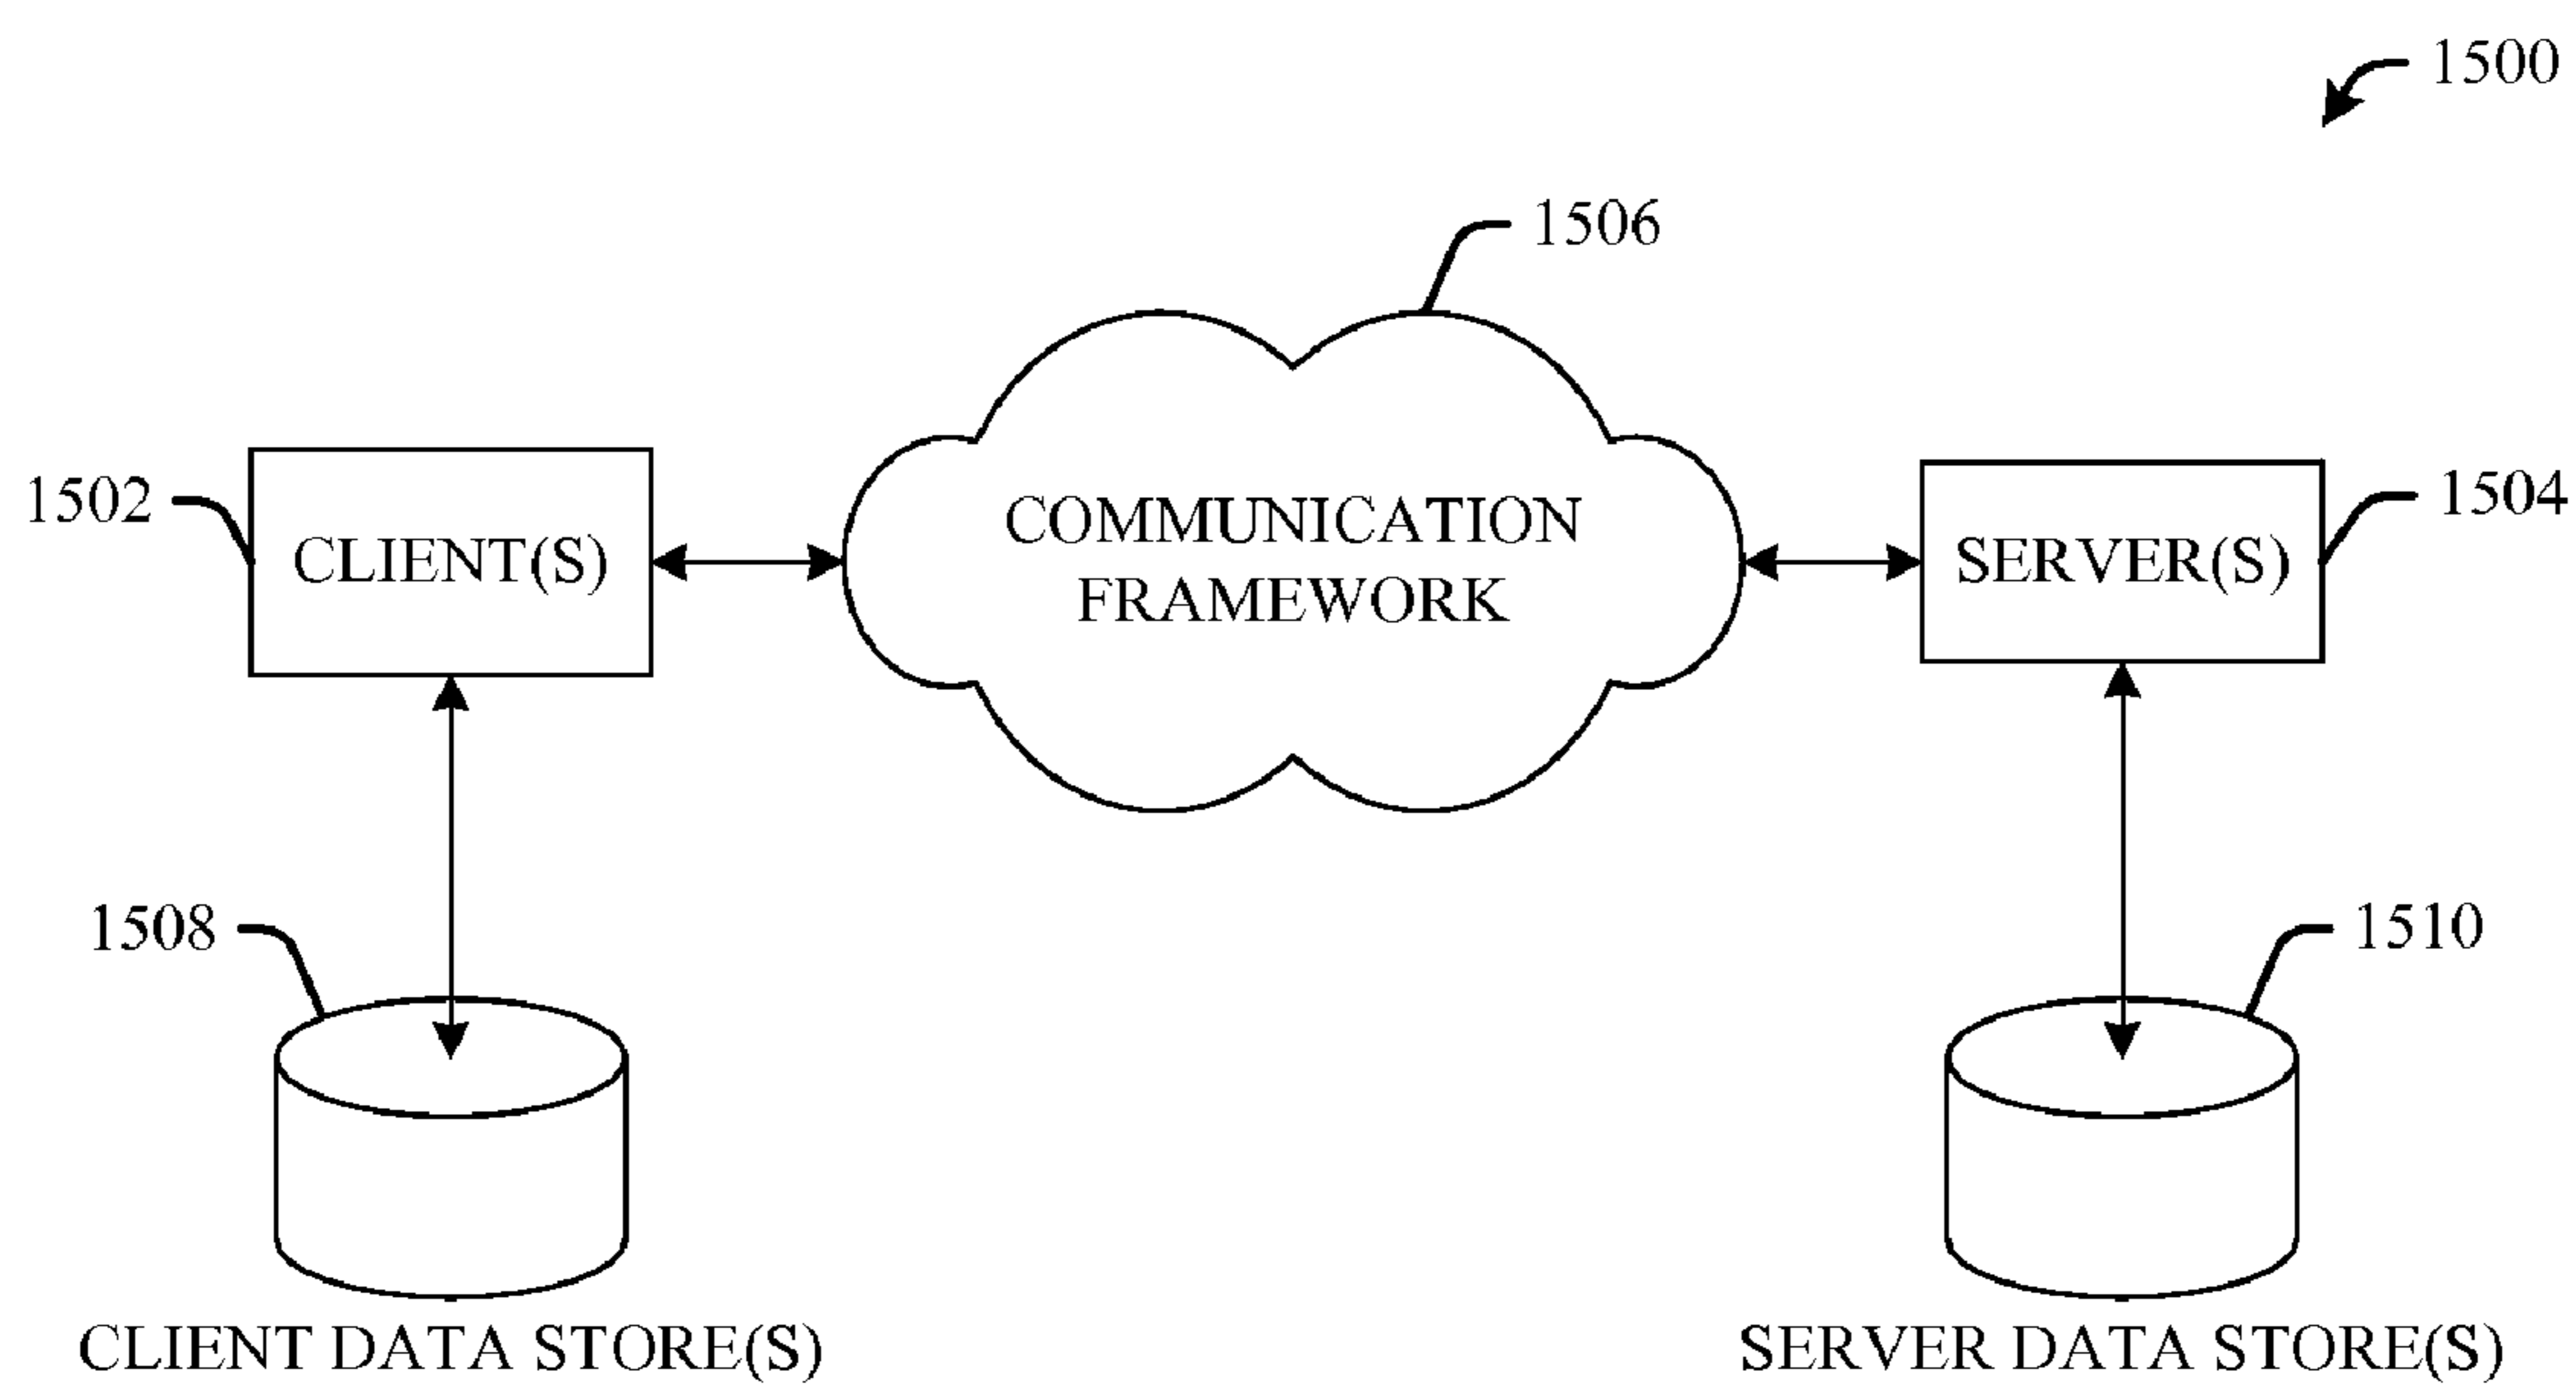 1500
1506
1502
CLIENT(S)
COMMUNICATION
FRAMEWORK
SERVER(S)
1504
1508
1510
CLIENT DATA STORE(S)
SERVER DATA STORE(S)